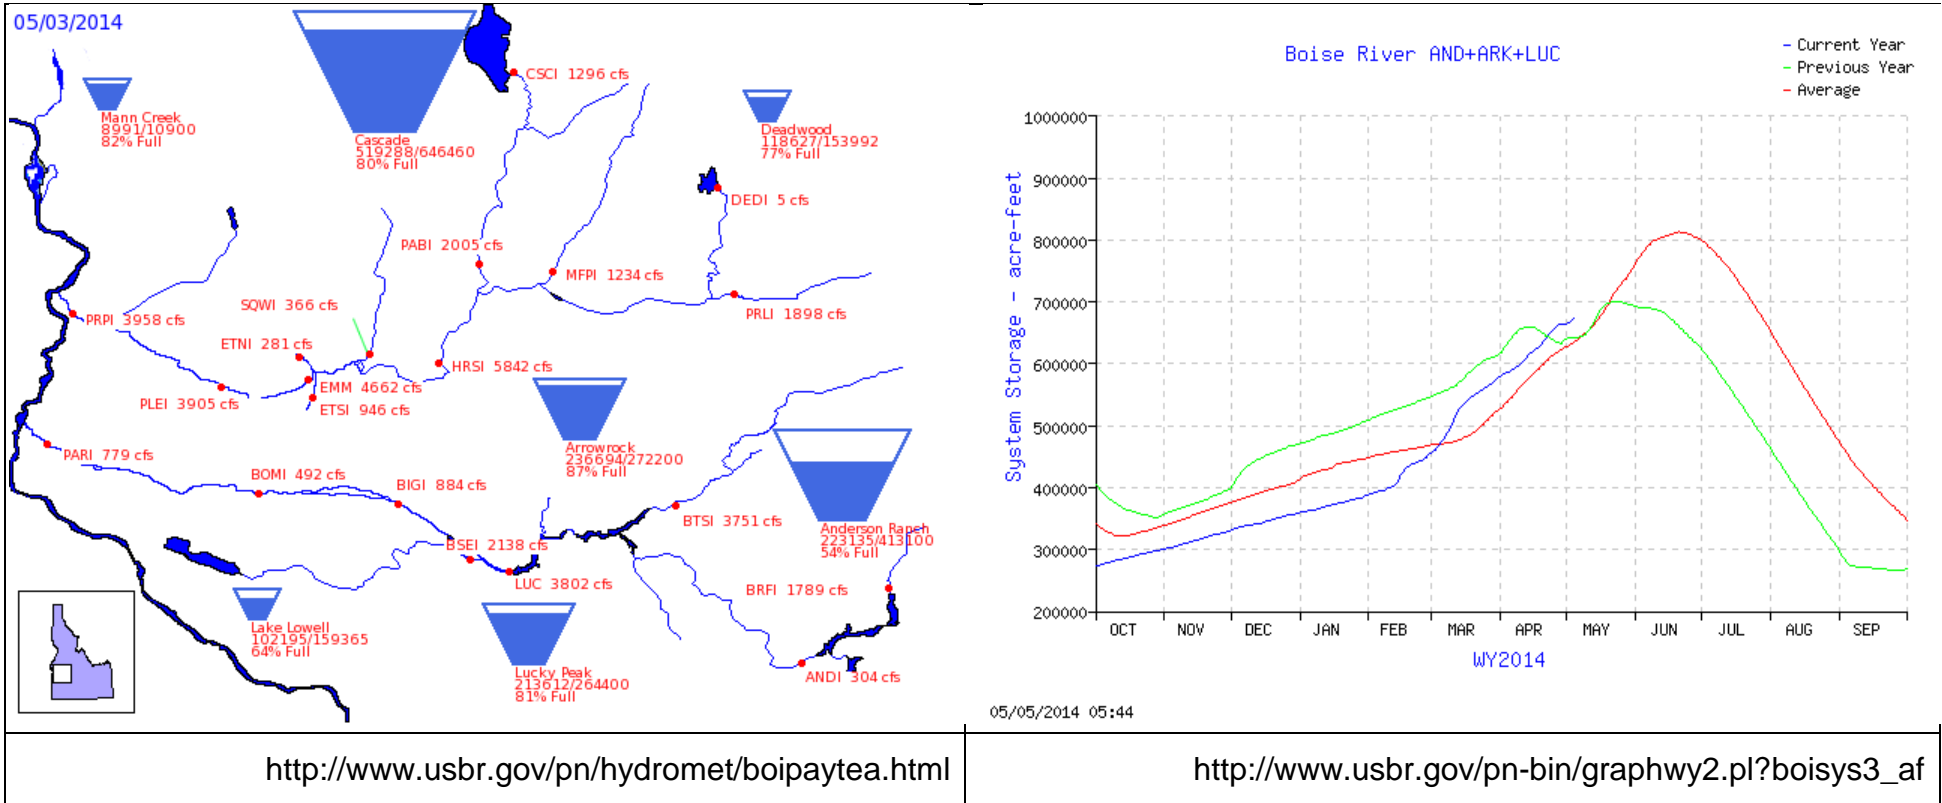 05/03/2014
Mann Creek
8991/10900
82% Full
Cascade
519288/646460
80% Full
CSCI 1296 cfs
Deadwood
118627/153992
77% Full
DEDI 5 cfs
PABI 2005 cfs
MFPI 1234 cfs
SQWI 366 cfs
PRPI 3958 cfs
PRLI 1898 cfs
ETNI 281 cfs
HRSI 5842 cfs
EMM 4662 cfs
PLEI 3905 cfs
ETSI 946 cfs
Arrowrock
236694/272200
87% Full
PARI 779 cfs
BOMI 492 cfs
BIGI 884 cfs
BTSI 3751 cfs
Anderson Ranch
223135/413100
54% Full
BSEI 2138 cfs
LUC 3802 cfs
BRFI 1789 cfs
Lake Lowell
102195/159365
64% Full
Lucky Peak
213612/264400
81% Full
ANDI 304 cfs
http://www.usbr.gov/pn/hydromet/boipaytea.html
Boise River AND+ARK+LUC
Current Year
Previous Year
Average
System Storage - acre-feet
1000000
900000
800000
700000
600000
500000
400000
300000
200000
OCT NOV DEC JAN FEB MAR APR MAY JUN JUL AUG SEP
WY2014
05/05/2014 05:44
http://www.usbr.gov/pn-bin/graphwy2.pl?boisys3_af